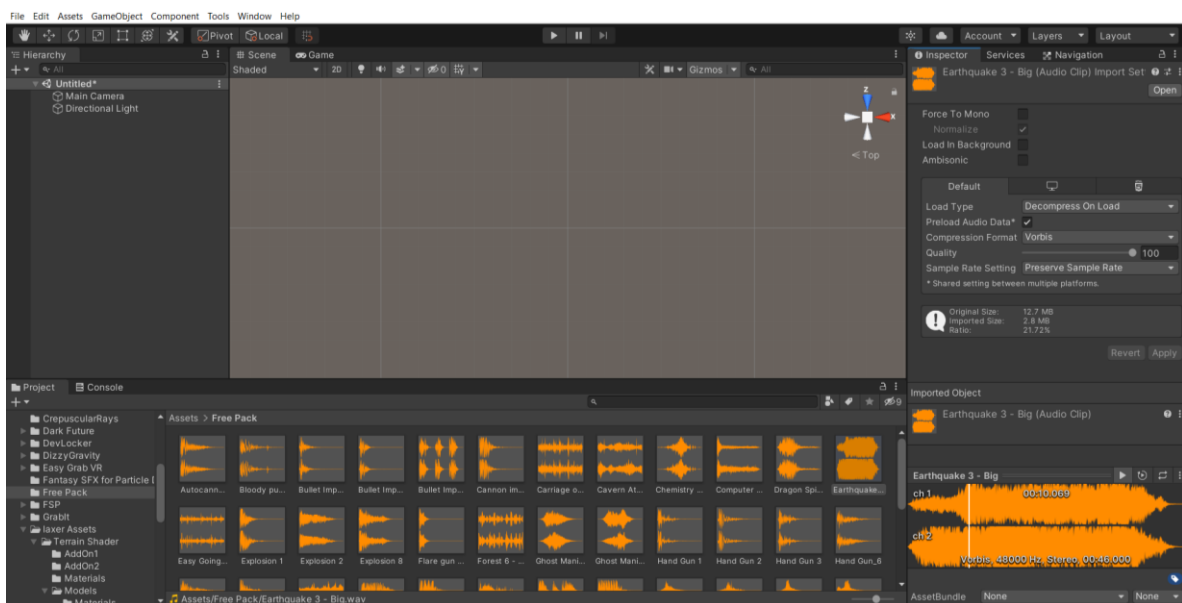 File Edit Assets GameObject Component Tools Window Help
Pivot Local Account Layers Layout
Hierarchy
All
Untitled*
Main Camera
Directional Light
Scene Game
Shaded 2D 0 Gizmos All
z
x
Top
Inspector Services Navigation
Earthquake 3 - Big (Audio Clip) Import Set
Open
Force To Mono
Normalize
Load In Background
Ambisonic
Default
Load Type Decompress On Load
Preload Audio Data*
Compression Format Vorbis
Quality 100
Sample Rate Setting Preserve Sample Rate
* Shared setting between multiple platforms.
Original Size: 12.7 MB
Imported Size: 2.8 MB
Ratio: 21.72%
Revert Apply
Project Console
9
CrepuscularRays
Dark Future
DevLocker
DizzyGravity
Easy Grab VR
Fantasy SFX for Particle
Free Pack
FSP
GrabIt
laxer Assets
Terrain Shader
AddOn1
AddOn2
Materials
Models
Materials
Assets > Free Pack
Autocann... Bloody pu... Bullet Imp... Bullet Imp... Bullet Imp... Cannon im... Carriage o... Cavern At... Chemistry ... Computer ... Dragon Spi... Earthquake...
Easy Going... Explosion 1 Explosion 2 Explosion 8 Flare gun ... Forest 6 - ... Ghost Mani... Ghost Mani... Hand Gun 1 Hand Gun 2 Hand Gun 3 Hand Gun_6
Assets/Free Pack/Earthquake 3 - Big.wav
Imported Object
Earthquake 3 - Big (Audio Clip)
Earthquake 3 - Big
ch 1 00:10.069
ch 2
Vorbis, 48000 Hz, Stereo, 00:46.000
AssetBundle None None